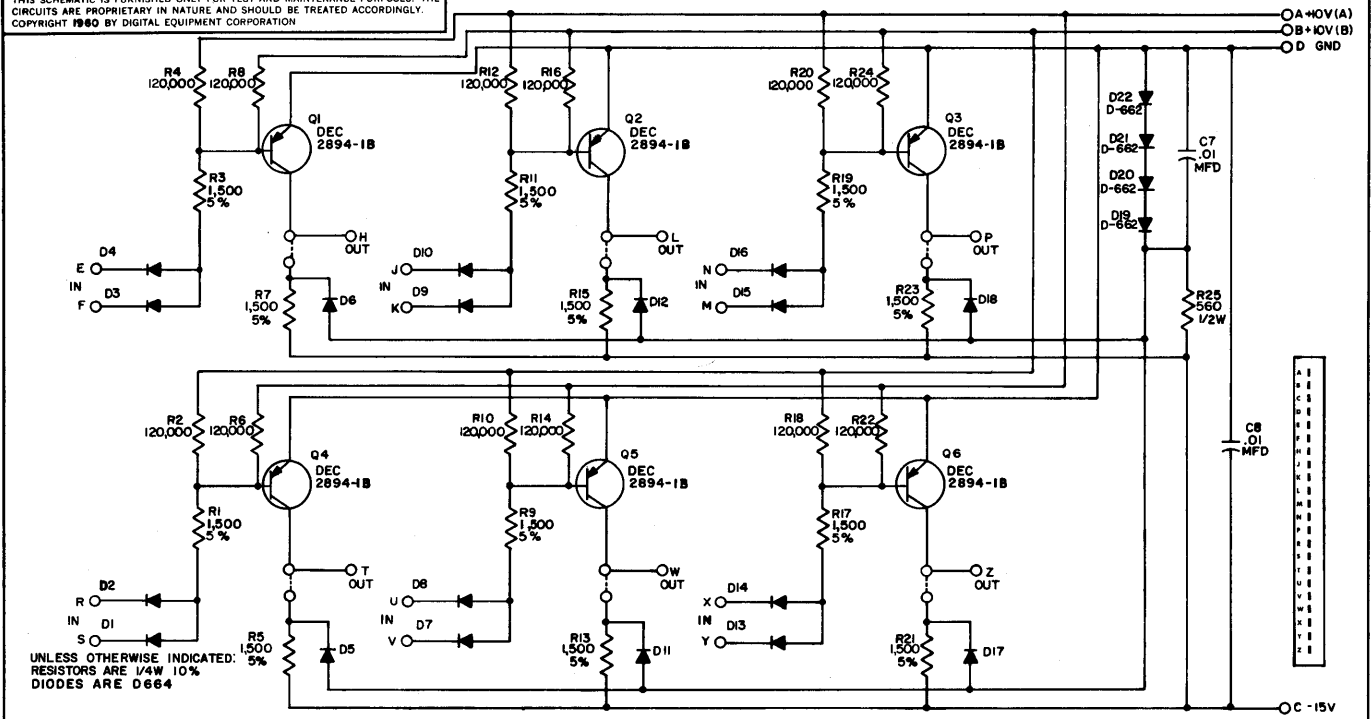 THIS SCHEMATIC IS FURNISHED ONLY FOR TEST AND MAINTENANCE PURPOSES. THE
CIRCUITS ARE PROPRIETARY IN NATURE AND SHOULD BE TREATED ACCORDINGLY.
COPYRIGHT 1960 BY DIGITAL EQUIPMENT CORPORATION
A +10V(A)
B +10V(B)
D GND
R4
120,000
R8
120,000
Q1
DEC
2894-1B
R3
1,500
5%
D4
E
IN
D3
F
H
OUT
R7
1,500
5%
D6
R12
120,000
R16
120,000
Q2
DEC
2894-1B
R11
1,500
5%
D10
J
IN
D9
K
L
OUT
R15
1,500
5%
D12
R20
120,000
R24
120,000
Q3
DEC
2894-1B
R19
1,500
5%
D16
N
IN
D15
M
P
OUT
R23
1,500
5%
D18
D22
D-662
D21
D-662
D20
D-662
D19
D-662
C7
.01
MFD
R25
560
1/2W
R2
120,000
R6
120,000
Q4
DEC
2894-1B
R1
1,500
5%
D2
R
IN
D1
S
T
OUT
R5
1,500
5%
D5
R10
120,000
R14
120,000
Q5
DEC
2894-1B
R9
1,500
5%
D8
U
IN
D7
V
W
OUT
R13
1,500
5%
D11
R18
120,000
R22
120,000
Q6
DEC
2894-1B
R17
1,500
5%
D14
X
IN
D13
Y
Z
OUT
R21
1,500
5%
D17
C8
.01
MFD
A
B
C
D
E
F
H
J
K
L
M
N
P
R
S
T
U
V
W
X
Y
Z
UNLESS OTHERWISE INDICATED:
RESISTORS ARE 1/4W 10%
DIODES ARE D664
C -15V